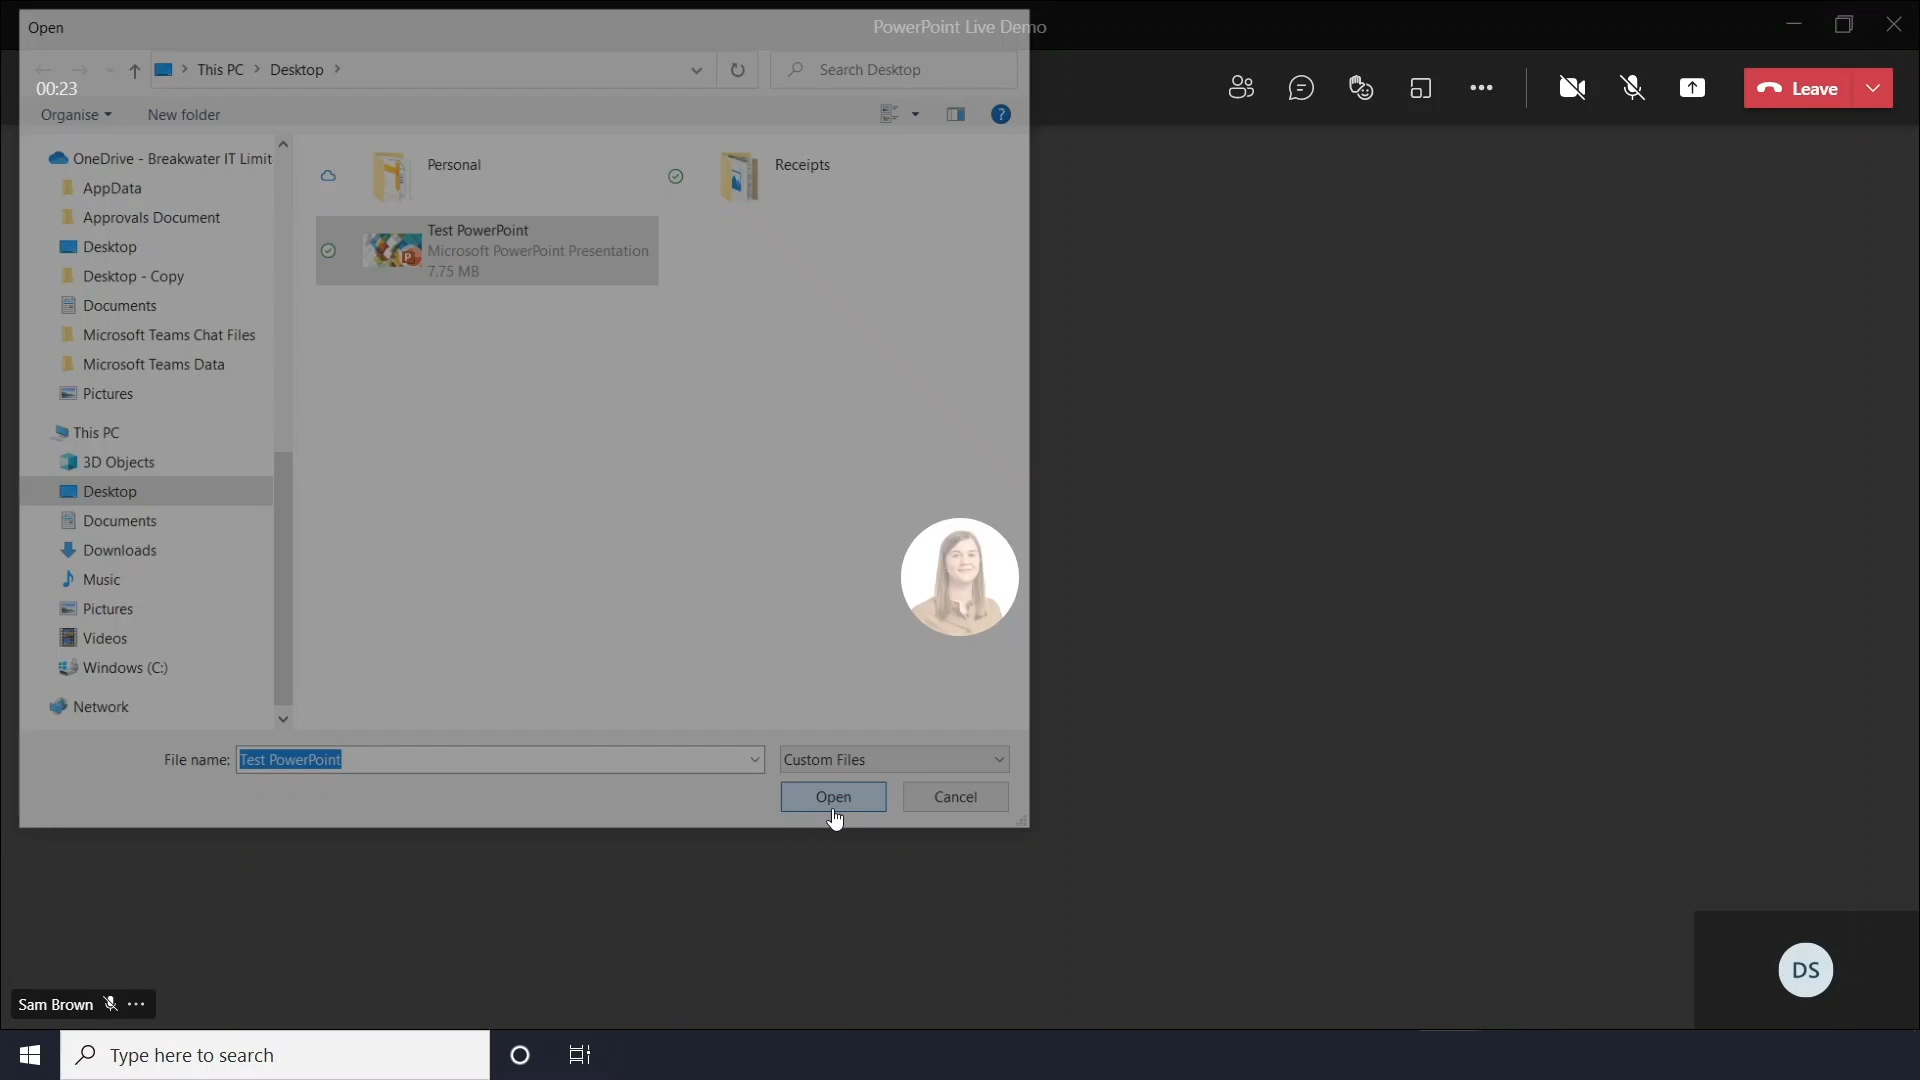 Open
PowerPoint Live Demo
This PC
Desktop
Search Desktop
00:23
Leave
Organise
New folder
?
OneDrive - Breakwater IT Limit
AppData
Approvals Document
Desktop
Desktop - Copy
Documents
Microsoft Teams Chat Files
Microsoft Teams Data
Pictures
This PC
3D Objects
Desktop
Documents
Downloads
Music
Pictures
Videos
Windows (C:)
Network
Personal
Receipts
P
Test PowerPoint
Microsoft PowerPoint Presentation
7.75 MB
File name: Test PowerPoint
Custom Files
Open
Cancel
DS
Sam Brown
Type here to search